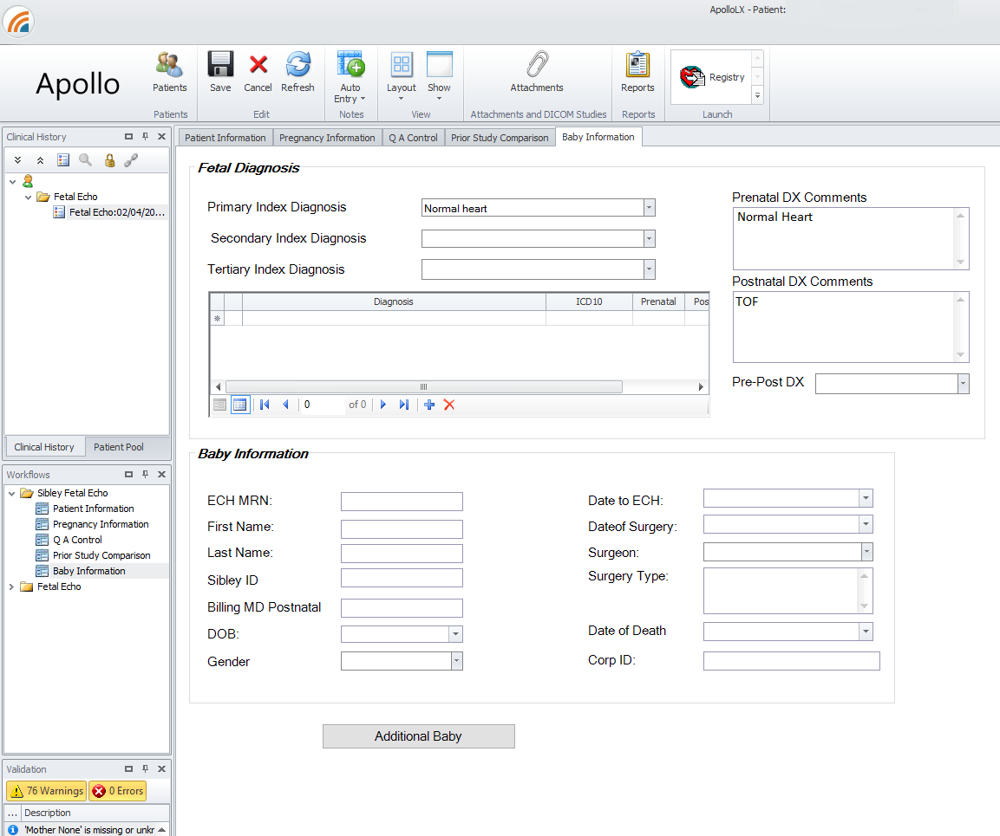 ApolloLX - Patient:
Apollo
Patients
Save
Cancel
Refresh
Auto
Entry
Layout
Show
Attachments
Reports
Registry
Patients
Edit
Notes
View
Attachments and DICOM Studies
Reports
Launch
Clinical History
Fetal Echo
Fetal Echo:02/04/20...
Clinical History
Patient Pool
Workflows
Sibley Fetal Echo
Patient Information
Pregnancy Information
Q A Control
Prior Study Comparison
Baby Information
Fetal Echo
Validation
76 Warnings
0 Errors
...
Description
'Mother None' is missing or unkr
Patient Information
Pregnancy Information
Q A Control
Prior Study Comparison
Baby Information
Fetal Diagnosis
Primary Index Diagnosis
Normal heart
Secondary Index Diagnosis
Tertiary Index Diagnosis
Diagnosis
ICD10
Prenatal
Pos
0
of 0
Prenatal DX Comments
Normal Heart
Postnatal DX Comments
TOF
Pre-Post DX
Baby Information
ECH MRN:
First Name:
Last Name:
Sibley ID
Billing MD Postnatal
DOB:
Gender
Date to ECH:
Dateof Surgery:
Surgeon:
Surgery Type:
Date of Death
Corp ID:
Additional Baby